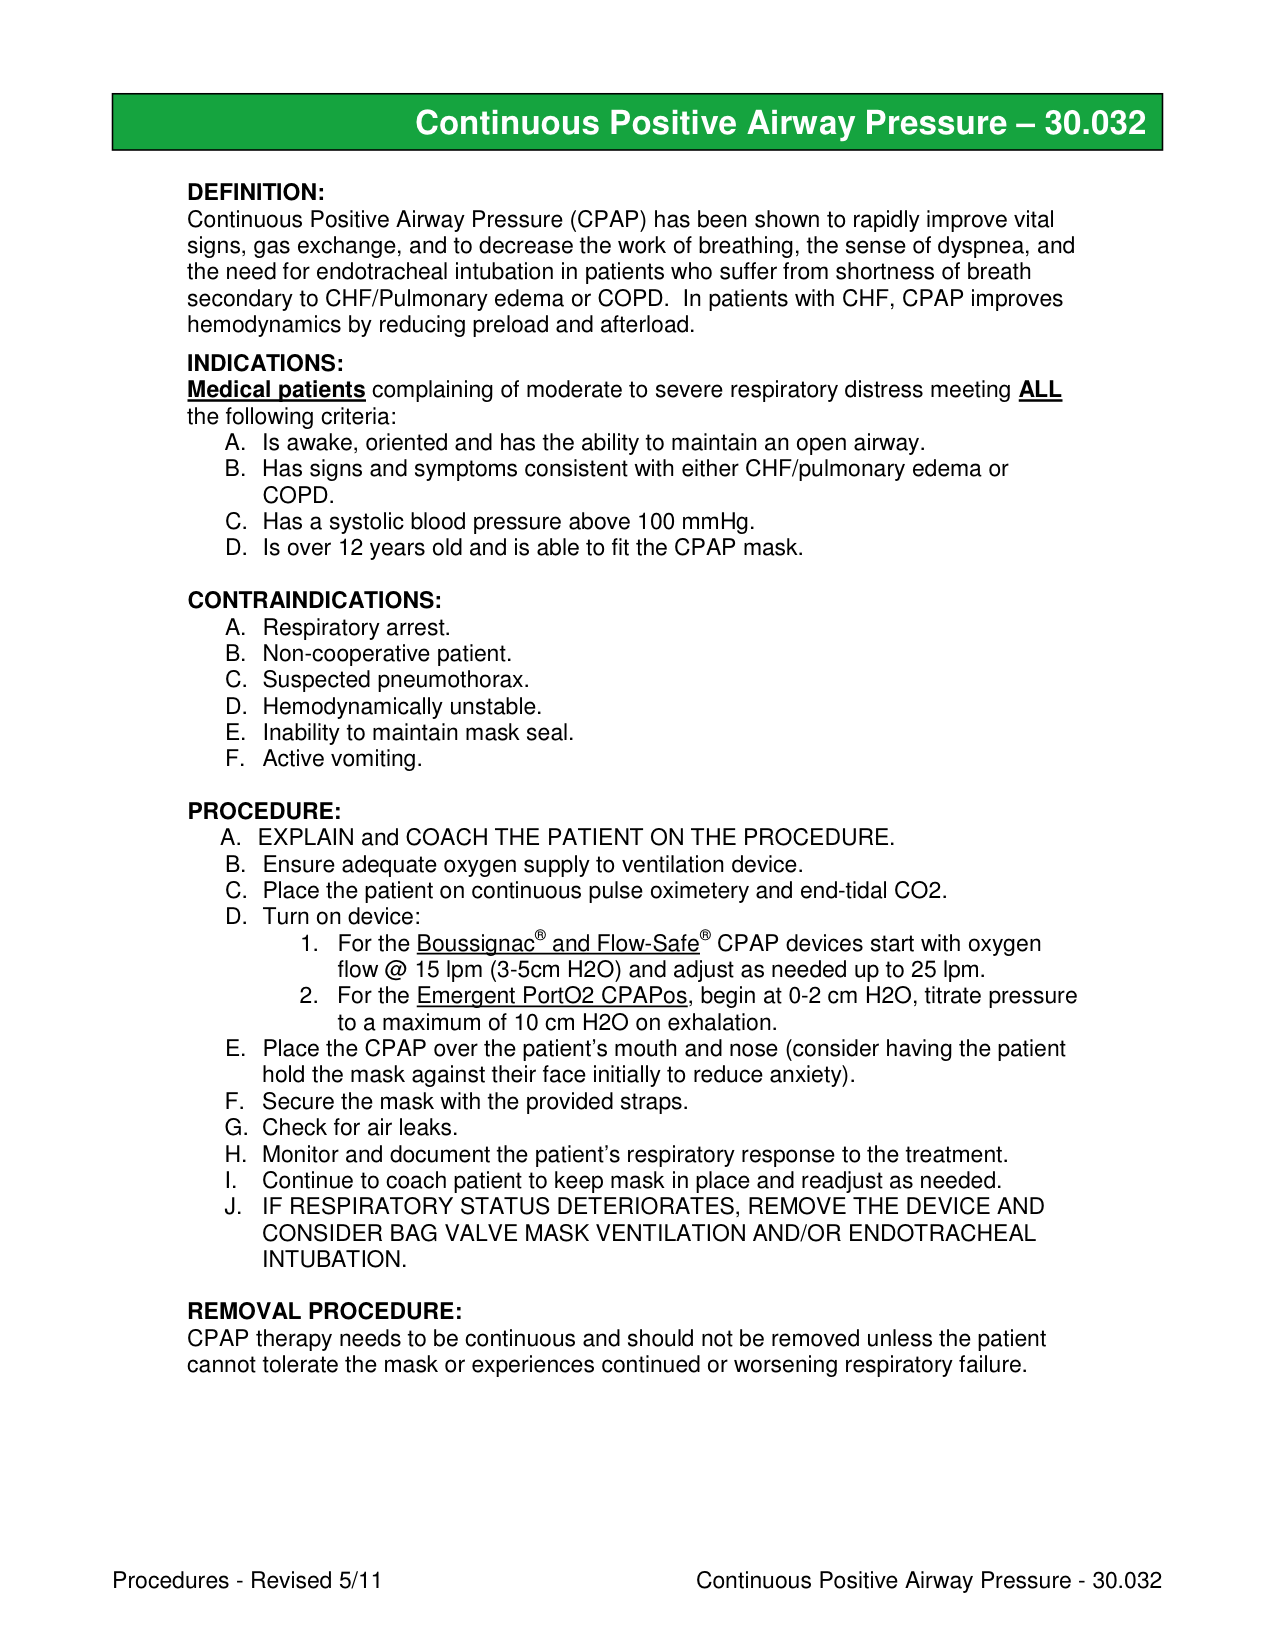 Continuous Positive Airway Pressure – 30.032
DEFINITION:
Continuous Positive Airway Pressure (CPAP) has been shown to rapidly improve vital
signs, gas exchange, and to decrease the work of breathing, the sense of dyspnea, and
the need for endotracheal intubation in patients who suffer from shortness of breath
secondary to CHF/Pulmonary edema or COPD.  In patients with CHF, CPAP improves
hemodynamics by reducing preload and afterload.
INDICATIONS:
Medical patients complaining of moderate to severe respiratory distress meeting ALL
the following criteria:
A. Is awake, oriented and has the ability to maintain an open airway.
B. Has signs and symptoms consistent with either CHF/pulmonary edema or
COPD.
C. Has a systolic blood pressure above 100 mmHg.
D. Is over 12 years old and is able to fit the CPAP mask.
CONTRAINDICATIONS:
A. Respiratory arrest.
B. Non-cooperative patient.
C. Suspected pneumothorax.
D. Hemodynamically unstable.
E. Inability to maintain mask seal.
F. Active vomiting.
PROCEDURE:
A. EXPLAIN and COACH THE PATIENT ON THE PROCEDURE.
B. Ensure adequate oxygen supply to ventilation device.
C. Place the patient on continuous pulse oximetery and end-tidal CO2.
D. Turn on device:
1. For the Boussignac® and Flow-Safe® CPAP devices start with oxygen
flow @ 15 lpm (3-5cm H2O) and adjust as needed up to 25 lpm.
2. For the Emergent PortO2 CPAPos, begin at 0-2 cm H2O, titrate pressure
to a maximum of 10 cm H2O on exhalation.
E. Place the CPAP over the patient’s mouth and nose (consider having the patient
hold the mask against their face initially to reduce anxiety).
F. Secure the mask with the provided straps.
G. Check for air leaks.
H. Monitor and document the patient’s respiratory response to the treatment.
I. Continue to coach patient to keep mask in place and readjust as needed.
J. IF RESPIRATORY STATUS DETERIORATES, REMOVE THE DEVICE AND
CONSIDER BAG VALVE MASK VENTILATION AND/OR ENDOTRACHEAL
INTUBATION.
REMOVAL PROCEDURE:
CPAP therapy needs to be continuous and should not be removed unless the patient
cannot tolerate the mask or experiences continued or worsening respiratory failure.
Procedures - Revised 5/11 Continuous Positive Airway Pressure - 30.032